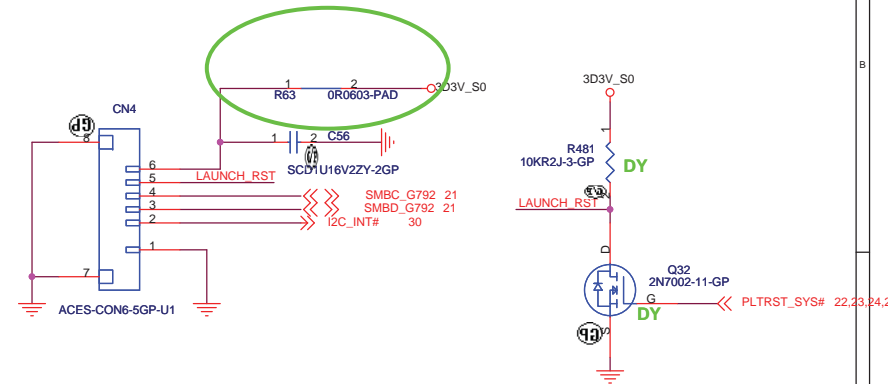 B
1 2 3D3V_S0
R63 0R0603-PAD
3D3V_S0
CN4
GP
8
1 2 C56
SCD1U16V2ZY-2GP
1
R481
10KR2J-3-GP
DY
GP
2
6
5 LAUNCH_RST
4 SMBC_G792 21
3 SMBD_G792 21
2 I2C_INT# 30
1
7
ACES-CON6-5GP-U1
LAUNCH_RST
D
Q32
2N7002-11-GP
G
DY
PLTRST_SYS# 22,23,24,2
GP
S